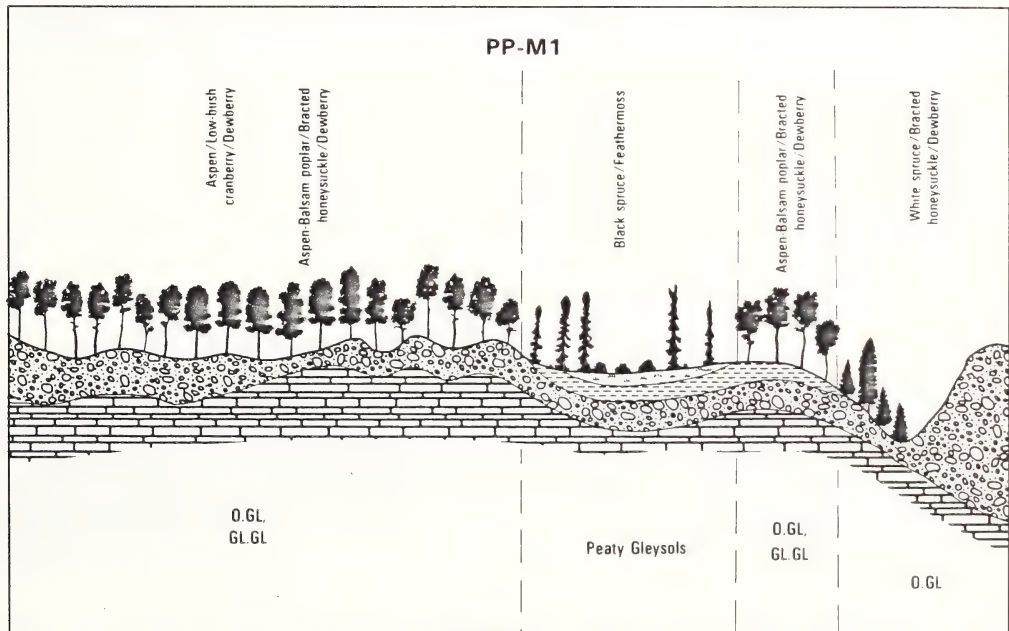 PP-M1
Aspen/Low-bush
cranberry/Dewberry
Aspen-Balsam poplar/Bracted
honeysuckle/Dewberry
Black spruce/Feathermoss
Aspen-Balsam poplar/Bracted
honeysuckle/Dewberry
White spruce/Bracted
honeysuckle/Dewberry
O.GL,
GL.GL
Peaty Gleysols
O.GL,
GL.GL
O.GL